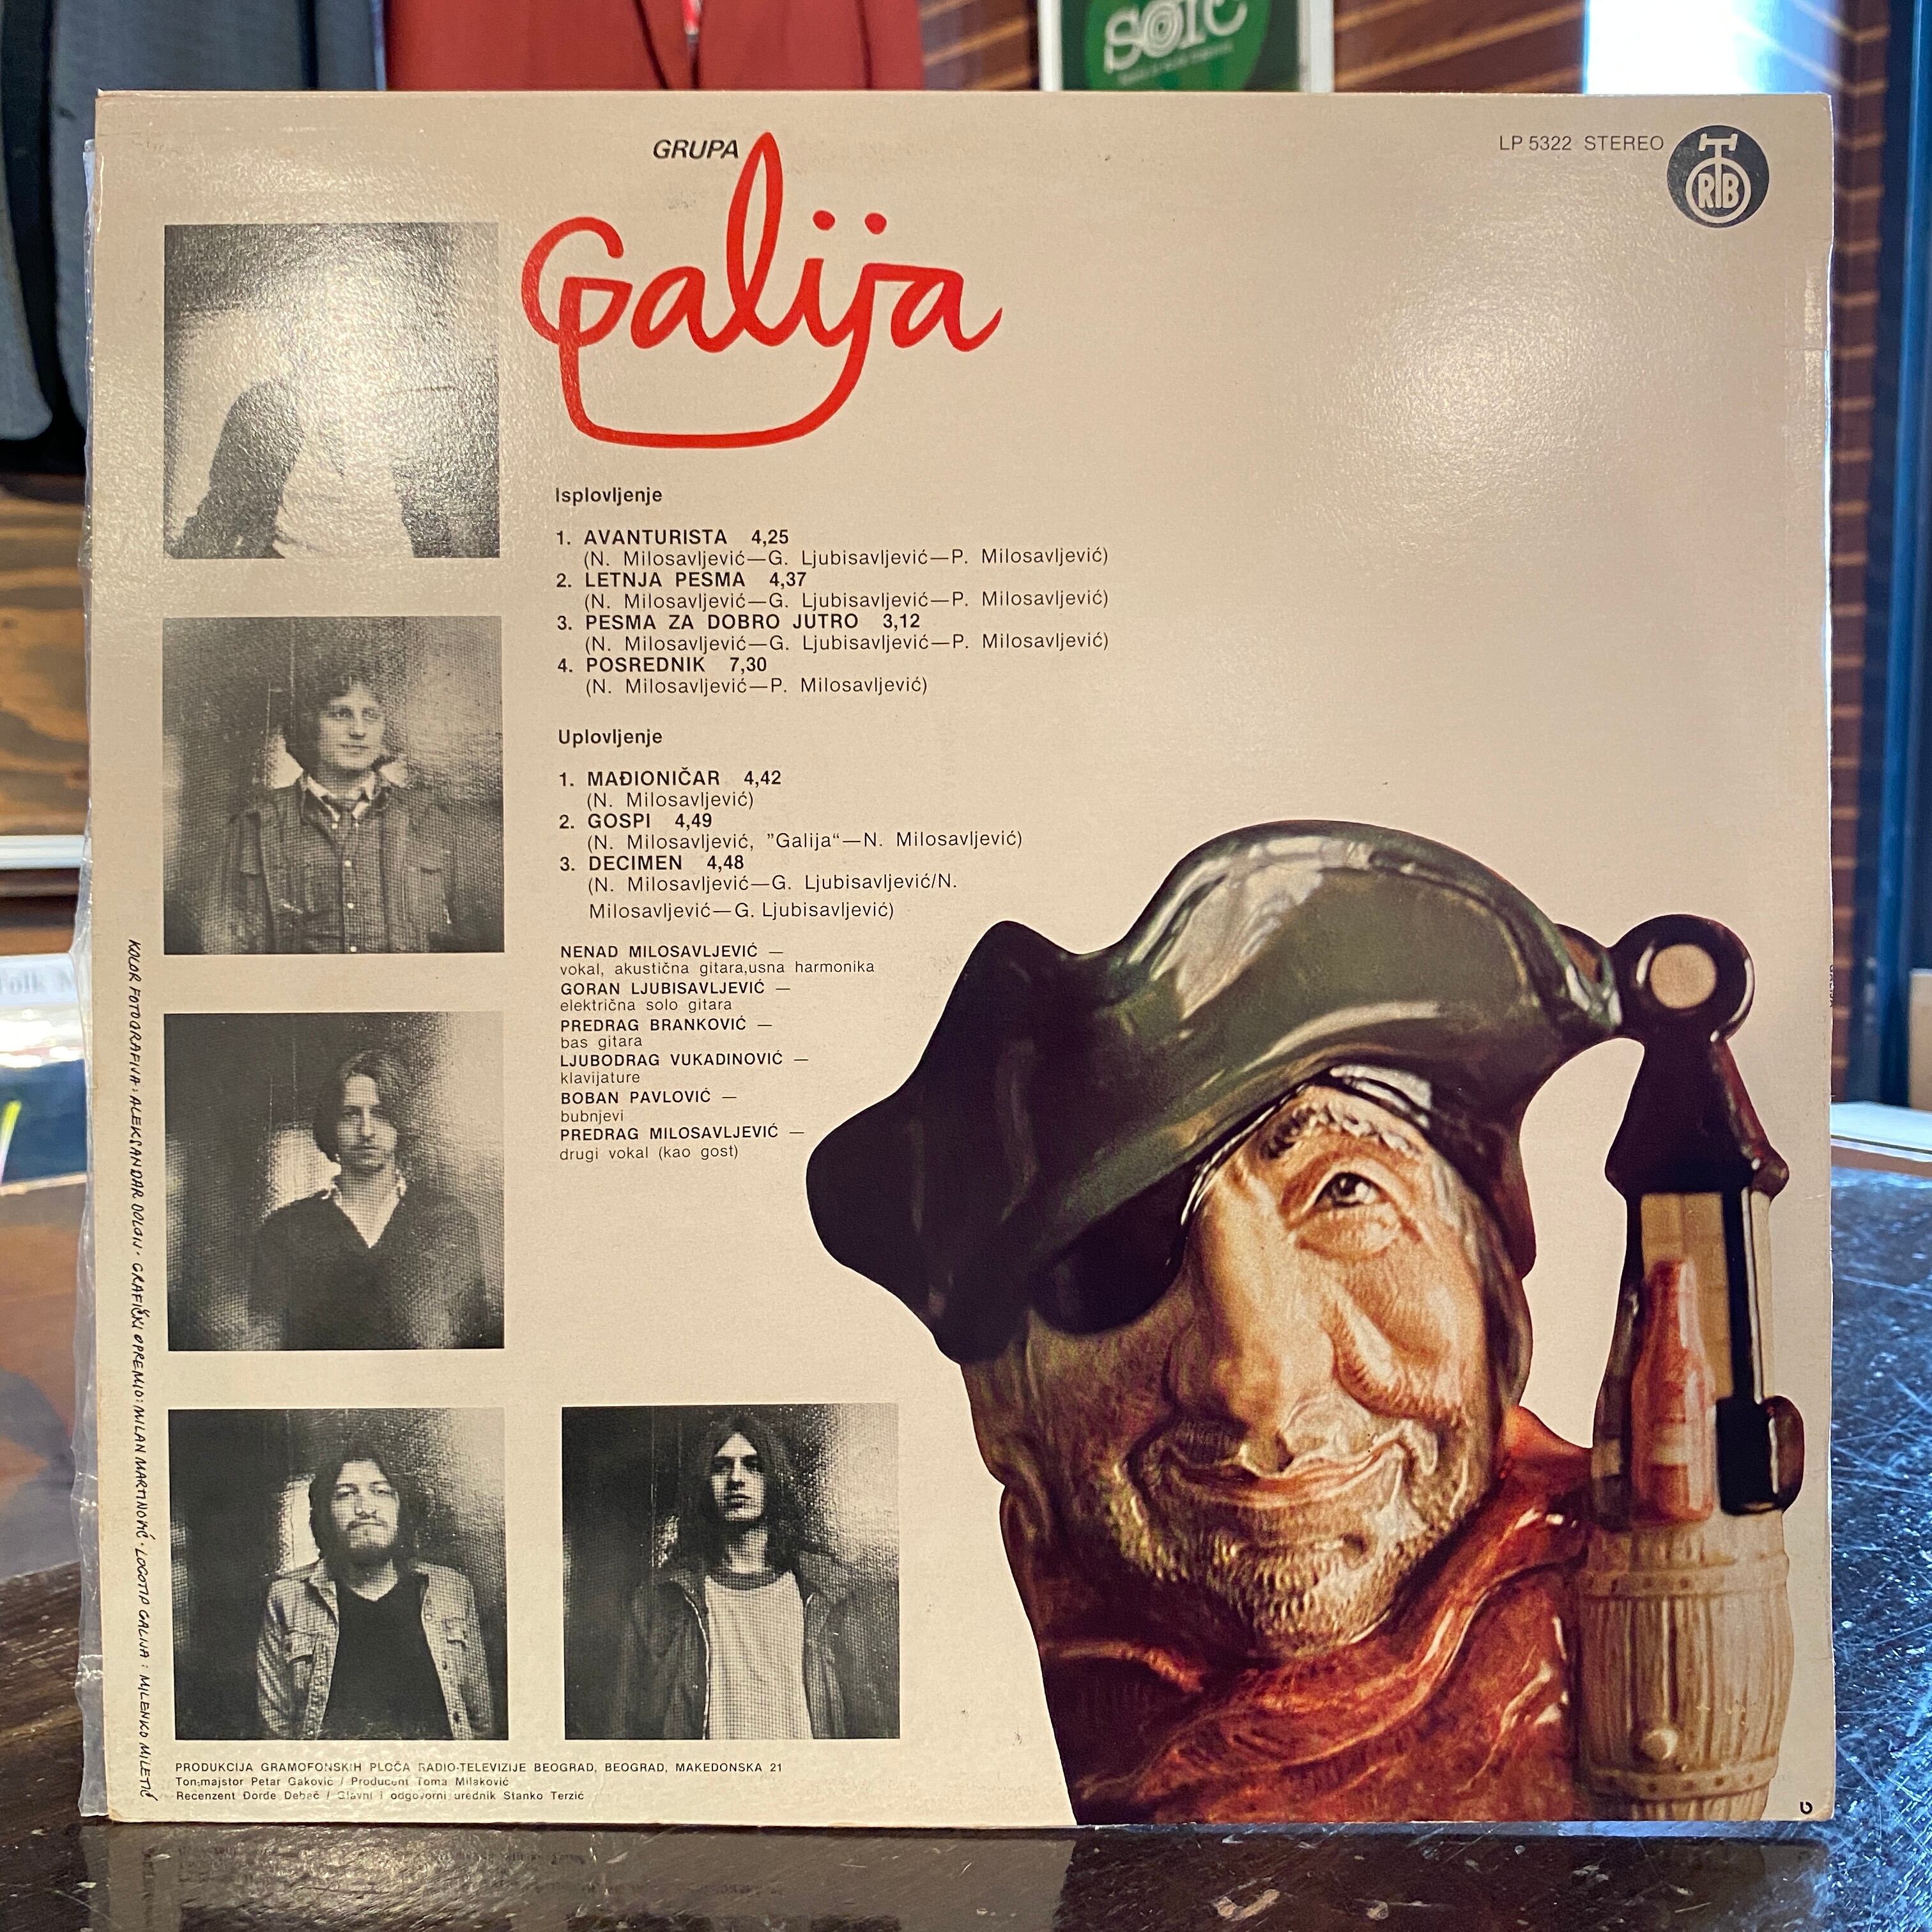 SOIC
GRUPA
Galija
LP 5322 STEREO
RTB
Isplovljenje
1. AVANTURISTA 4,25
(N. Milosavljević—G. Ljubisavljević—P. Milosavljević)
2. LETNJA PESMA 4,37
(N. Milosavljević—G. Ljubisavljević—P. Milosavljević)
3. PESMA ZA DOBRO JUTRO 3,12
(N. Milosavljević—G. Ljubisavljević—P. Milosavljević)
4. POSREDNIK 7,30
(N. Milosavljević—P. Milosavljević)
Uplovljenje
1. MAĐIONIČAR 4,42
(N. Milosavljević)
2. GOSPI 4,49
(N. Milosavljević, ”Galija“—N. Milosavljević)
3. DECIMEN 4,48
(N. Milosavljević—G. Ljubisavljević/N.
Milosavljević—G. Ljubisavljević)
NENAD MILOSAVLJEVIĆ —
vokal, akustična gitara,usna harmonika
GORAN LJUBISAVLJEVIĆ —
električna solo gitara
PREDRAG BRANKOVIĆ —
bas gitara
LJUBODRAG VUKADINOVIĆ —
klavijature
BOBAN PAVLOVIĆ —
bubnjevi
PREDRAG MILOSAVLJEVIĆ —
drugi vokal (kao gost)
KOLOR FOTOGRAFIJA: ALEKSANDAR DOLGIN · GRAFIČKI OPREMIO: MILAN MARTINOVIĆ · LOGOTIP GALIJA : MILENKO MILETIĆ
PRODUKCIJA GRAMOFONSKIH PLOČA RADIO-TELEVIZIJE BEOGRAD, BEOGRAD, MAKEDONSKA 21
Ton-majstor Petar Gaković / Producent Toma Milaković
Recenzent Đorđe Debač / Glavni i odgovorni urednik Stanko Terzić
G